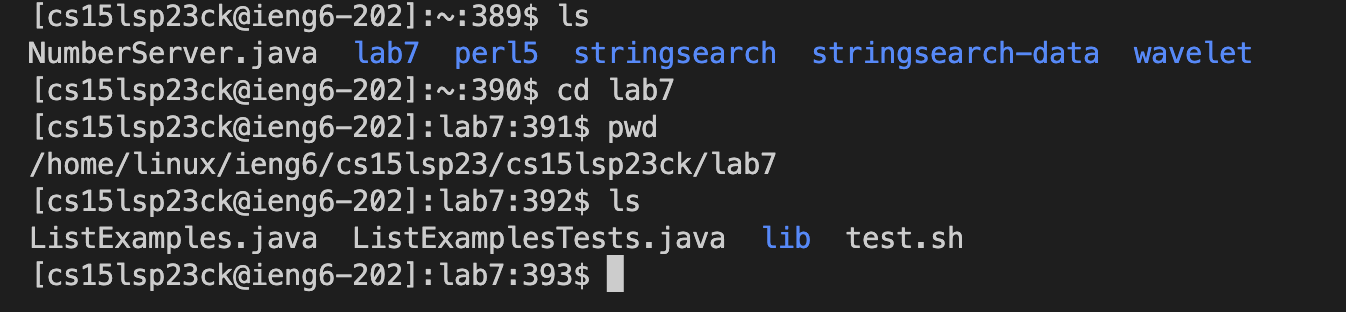 [cs15lsp23ck@ieng6-202]:~:389$ ls
NumberServer.java  lab7  perl5  stringsearch  stringsearch-data  wavelet
[cs15lsp23ck@ieng6-202]:~:390$ cd lab7
[cs15lsp23ck@ieng6-202]:lab7:391$ pwd
/home/linux/ieng6/cs15lsp23/cs15lsp23ck/lab7
[cs15lsp23ck@ieng6-202]:lab7:392$ ls
ListExamples.java  ListExamplesTests.java  lib  test.sh
[cs15lsp23ck@ieng6-202]:lab7:393$